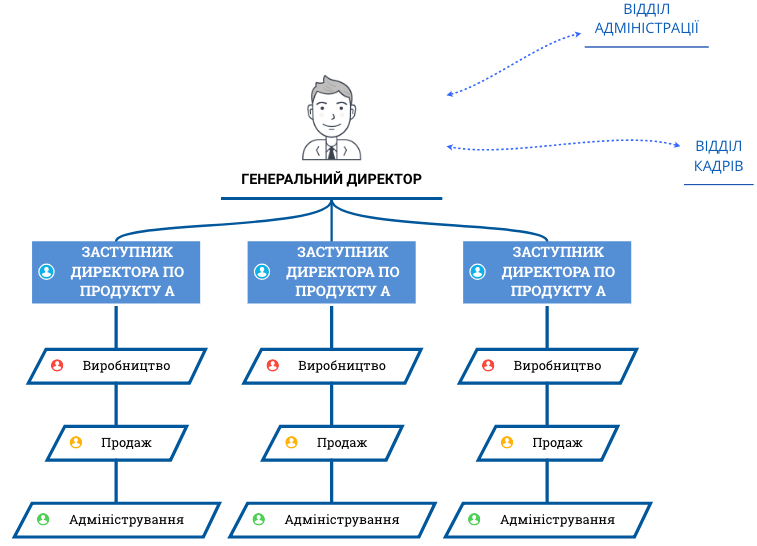 ВІДДІЛ
АДМІНІСТРАЦІЇ
ВІДДІЛ
КАДРІВ
ГЕНЕРАЛЬНИЙ ДИРЕКТОР
ЗАСТУПНИК
ДИРЕКТОРА ПО
ПРОДУКТУ А
ЗАСТУПНИК
ДИРЕКТОРА ПО
ПРОДУКТУ А
ЗАСТУПНИК
ДИРЕКТОРА ПО
ПРОДУКТУ А
Виробництво
Виробництво
Виробництво
Продаж
Продаж
Продаж
Адміністрування
Адміністрування
Адміністрування